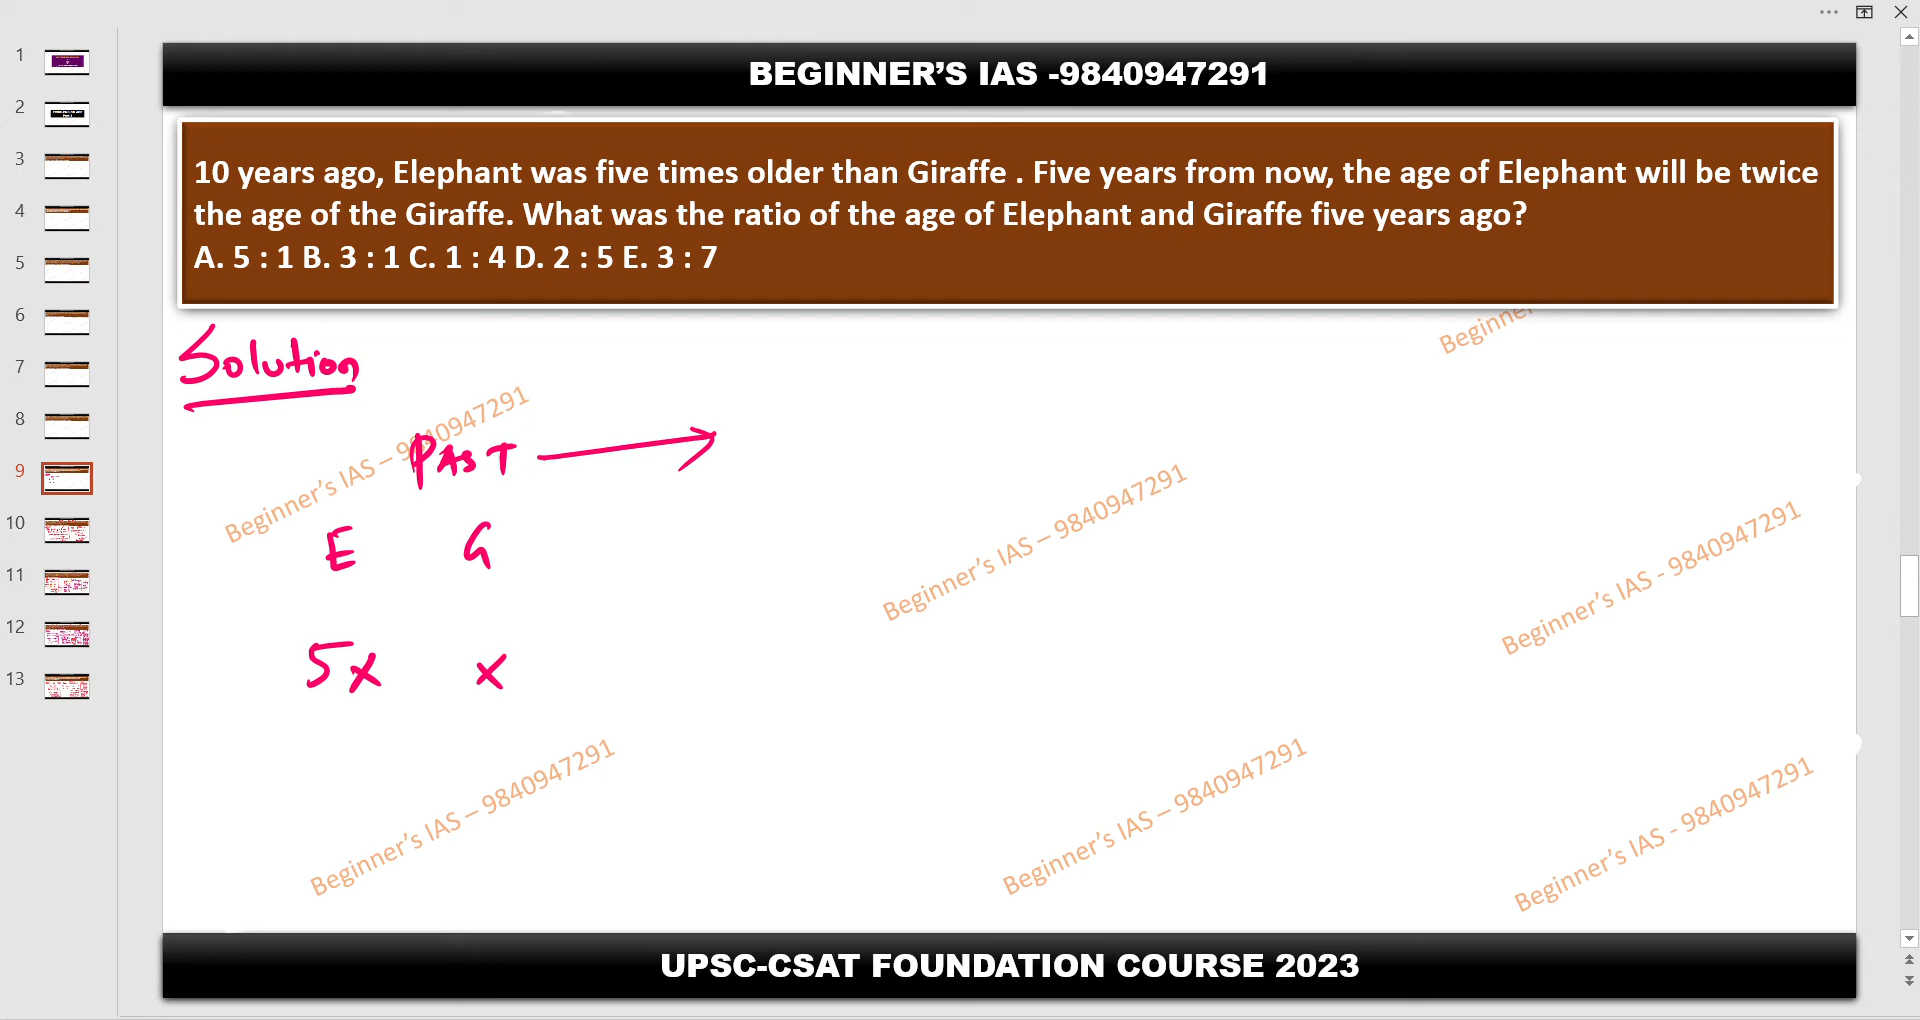 BEGINNER’S IAS -9840947291
10 years ago, Elephant was five times older than Giraffe . Five years from now, the age of Elephant will be twice
the age of the Giraffe. What was the ratio of the age of Elephant and Giraffe five years ago?
A. 5 : 1 B. 3 : 1 C. 1 : 4 D. 2 : 5 E. 3 : 7
Solution
PAST
E G
5x x
Beginner’s IAS – 9840947291
Beginner’s IAS – 9840947291
Beginner’s IAS - 9840947291
Beginner’s IAS – 9840947291
Beginner’s IAS – 9840947291
Beginner’s IAS - 9840947291
UPSC-CSAT FOUNDATION COURSE 2023
1
2
3
4
5
6
7
8
9
10
11
12
13